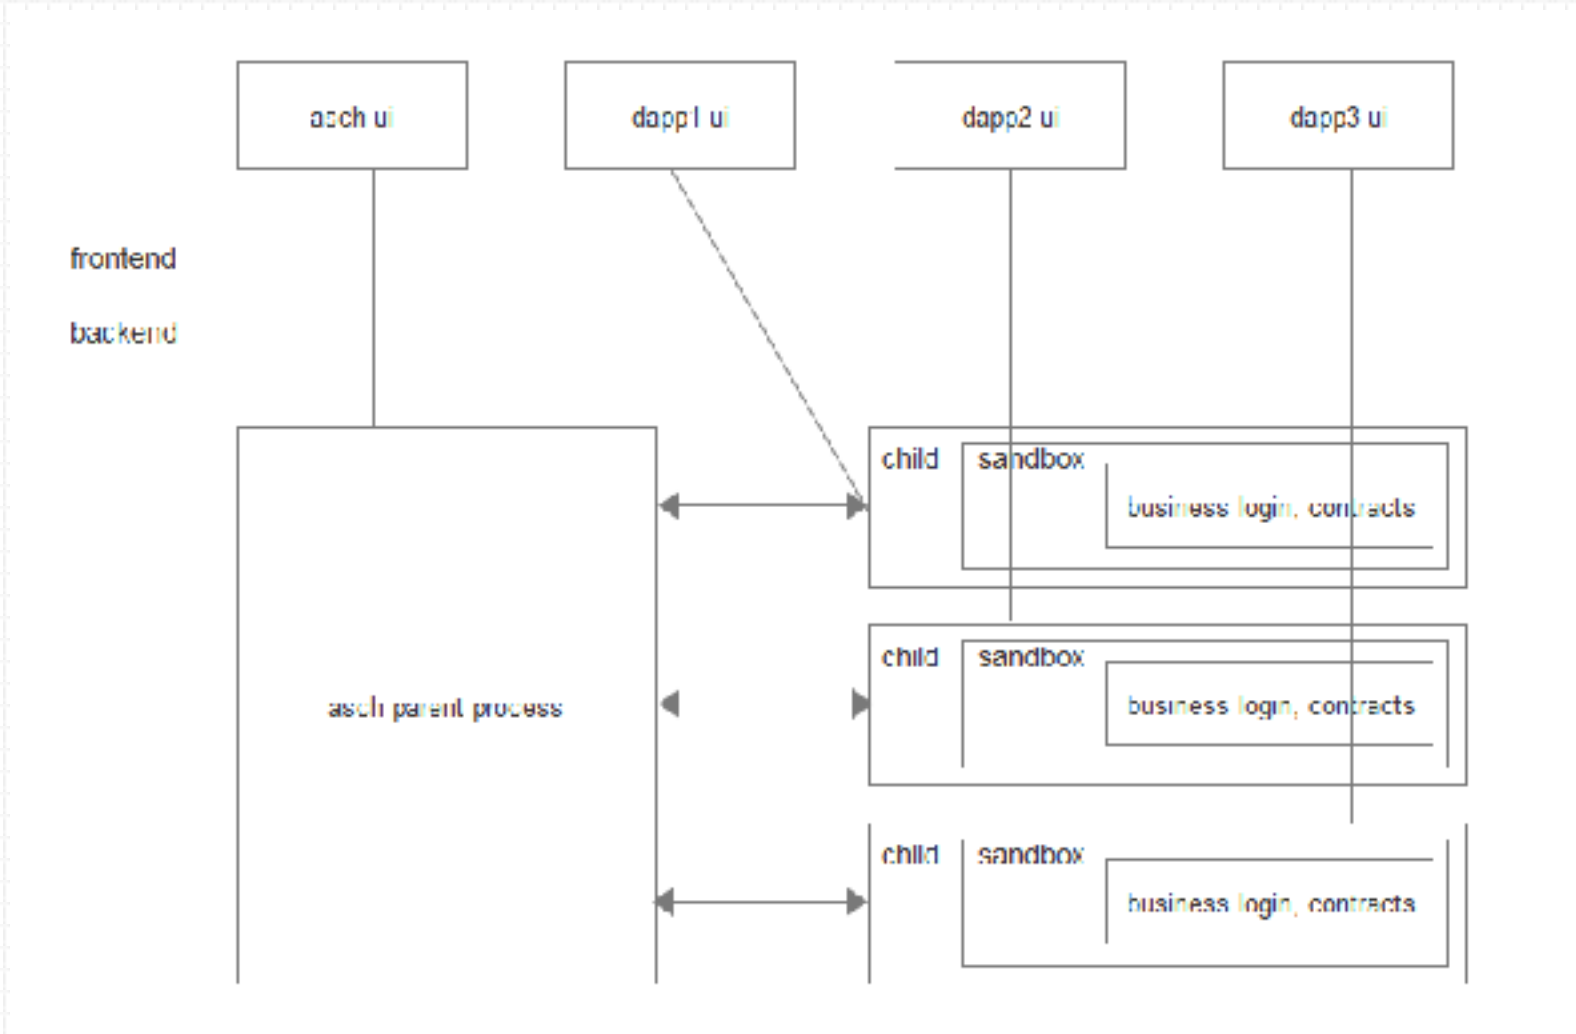 asch ui
dapp1 ui
dapp2 ui
dapp3 ui
frontend
backend
child
sandbox
business login, contracts
asch parent process
child
sandbox
business login, contracts
child
sandbox
business login, contracts